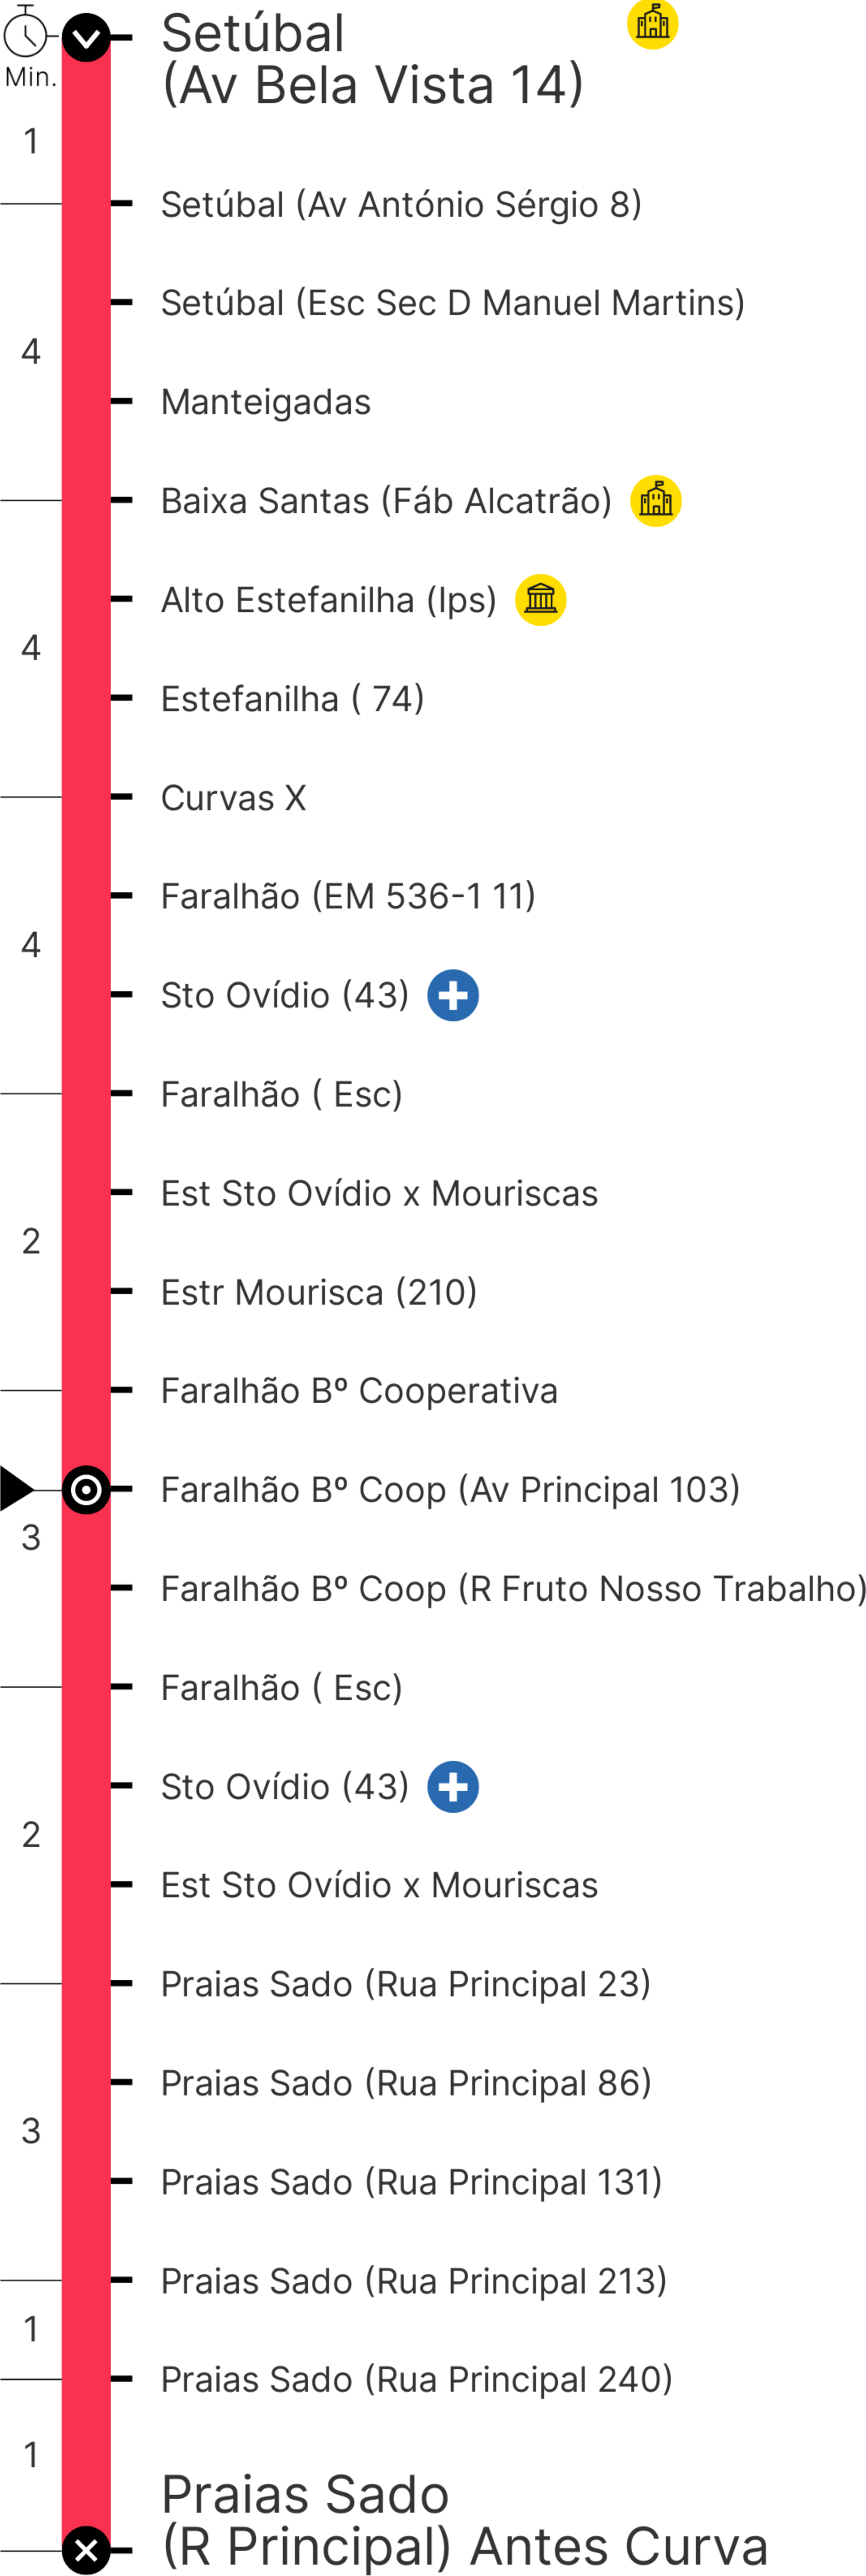 Setúbal
(Av Bela Vista 14)
Min.
1
Setúbal (Av António Sérgio 8)
Setúbal (Esc Sec D Manuel Martins)
4
Manteigadas
Baixa Santas (Fáb Alcatrão)
Alto Estefanilha (Ips)
4
Estefanilha ( 74)
Curvas X
Faralhão (EM 536-1 11)
4
Sto Ovídio (43)
Faralhão ( Esc)
Est Sto Ovídio x Mouriscas
2
Estr Mourisca (210)
Faralhão Bº Cooperativa
Faralhão Bº Coop (Av Principal 103)
3
Faralhão Bº Coop (R Fruto Nosso Trabalho)
Faralhão ( Esc)
Sto Ovídio (43)
2
Est Sto Ovídio x Mouriscas
Praias Sado (Rua Principal 23)
Praias Sado (Rua Principal 86)
3
Praias Sado (Rua Principal 131)
Praias Sado (Rua Principal 213)
1
Praias Sado (Rua Principal 240)
1
Praias Sado
(R Principal) Antes Curva